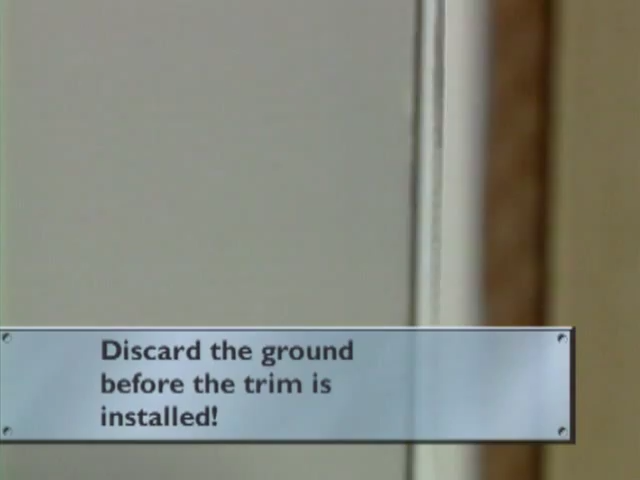 Discard the ground
before the trim is
installed!